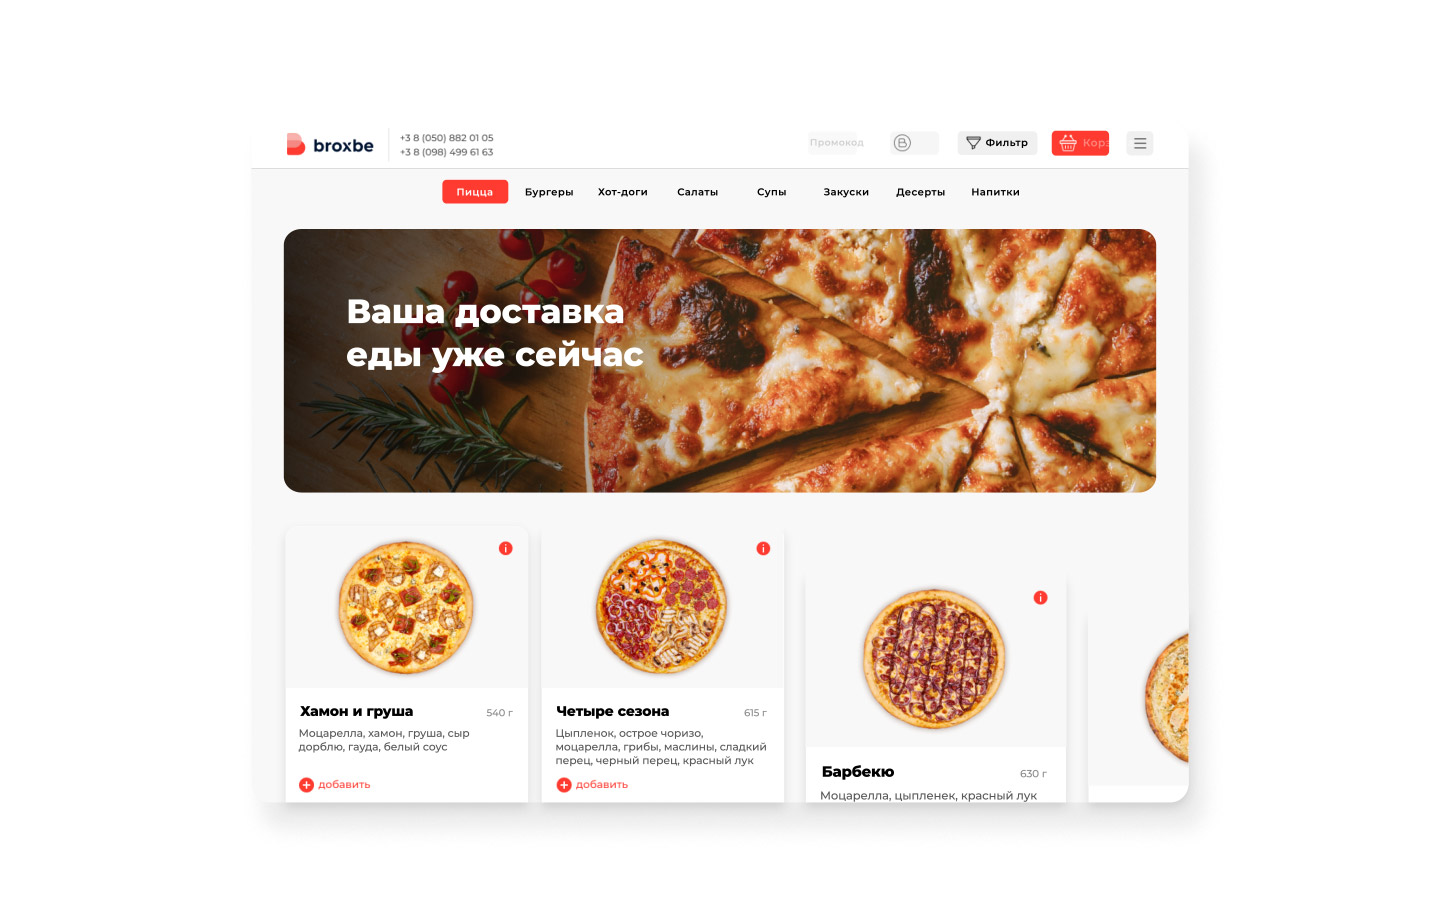 broxbe
+3 8 (050) 882 01 05
+3 8 (098) 499 61 63
Промокод
Фильтр
Пицца Бургеры Хот-доги Салаты Супы Закуски Десерты Напитки
Ваша доставка
еды уже сейчас
Хамон и груша 540 г
Моцарелла, хамон, груша, сыр
дорблю, гауда, белый соус
добавить
Четыре сезона 615 г
Цыпленок, острое чоризо,
моцарелла, грибы, маслины, сладкий
перец, черный перец, красный лук
добавить
Барбекю 630 г
Моцарелла, цыпленок, красный лук